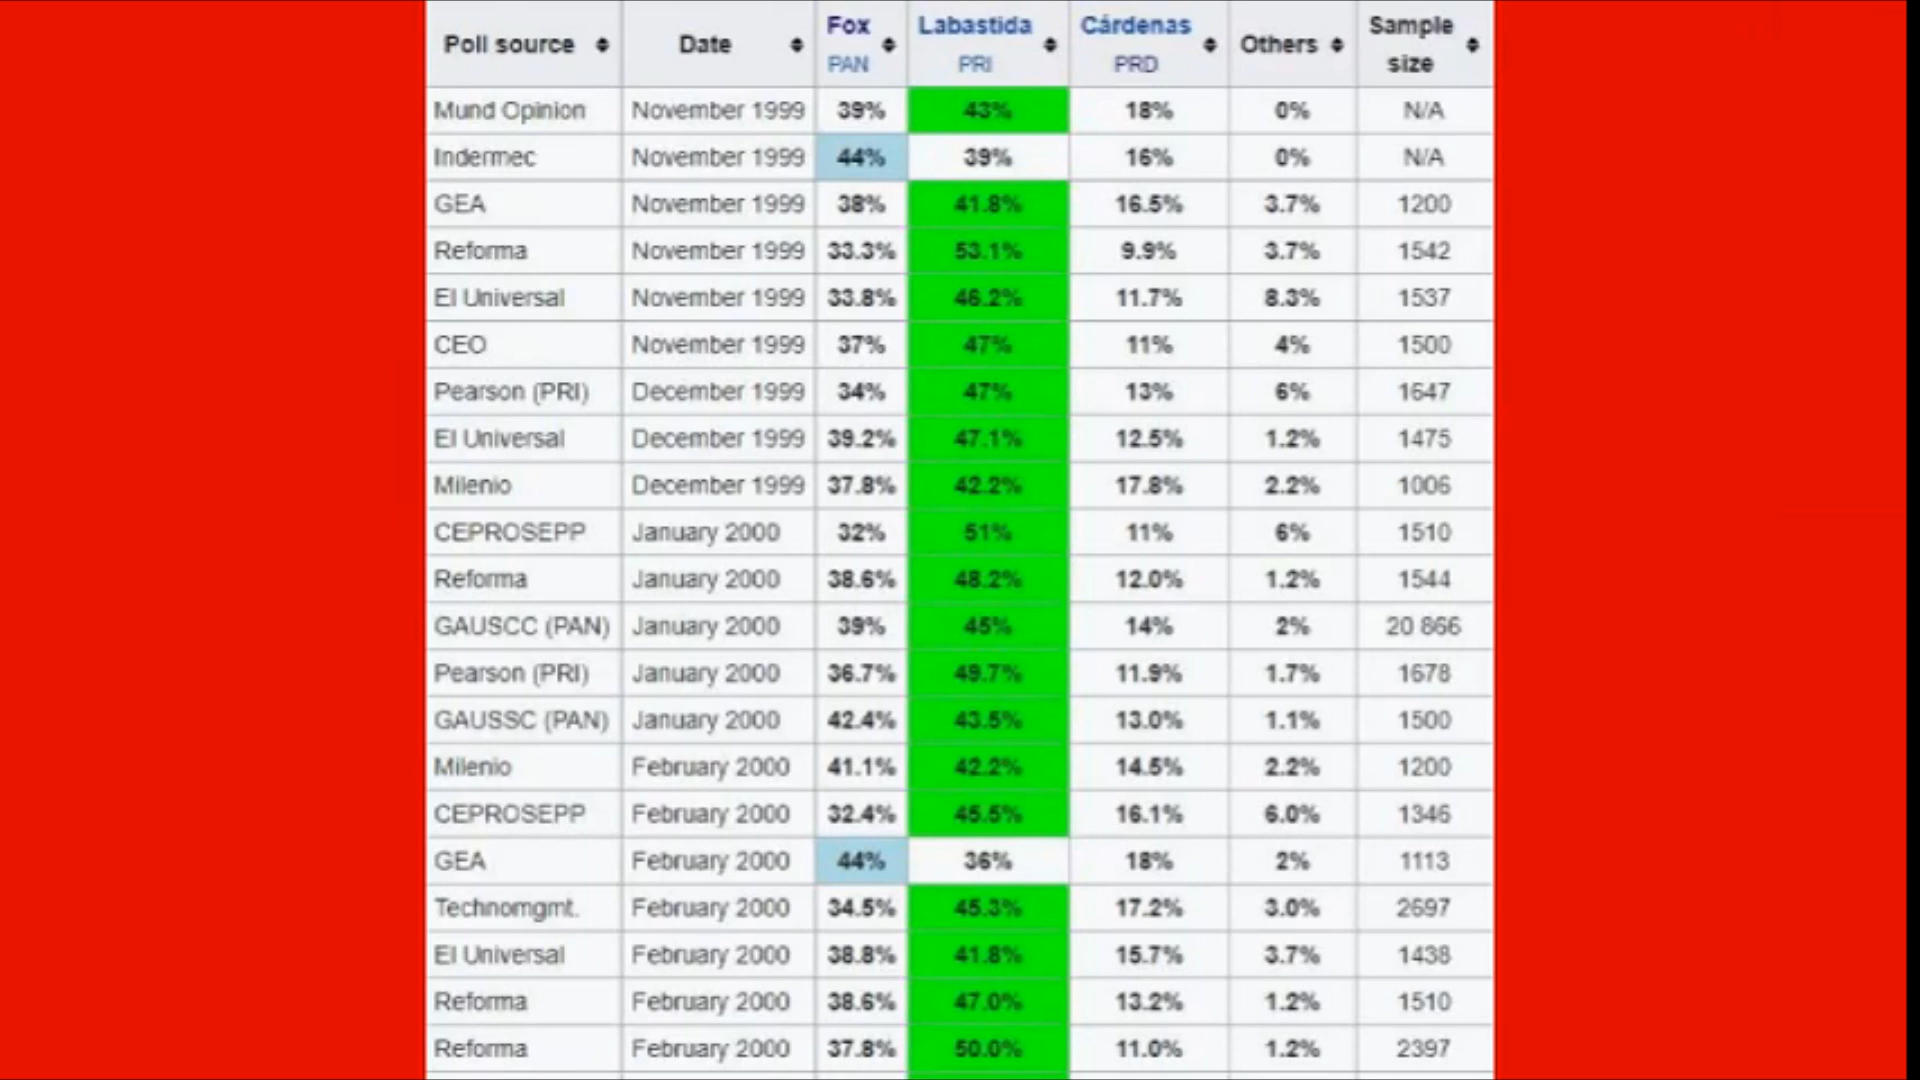 Poll source Date Fox PAN Labastida PRI Cárdenas PRD Others Sample size
Mund Opinion November 1999 39% 43% 18% 0% N/A
Indermec November 1999 44% 39% 16% 0% N/A
GEA November 1999 38% 41.8% 16.5% 3.7% 1200
Reforma November 1999 33.3% 53.1% 9.9% 3.7% 1542
El Universal November 1999 33.8% 46.2% 11.7% 8.3% 1537
CEO November 1999 37% 47% 11% 4% 1500
Pearson (PRI) December 1999 34% 47% 13% 6% 1647
El Universal December 1999 39.2% 47.1% 12.5% 1.2% 1475
Milenio December 1999 37.8% 42.2% 17.8% 2.2% 1006
CEPROSEPP January 2000 32% 51% 11% 6% 1510
Reforma January 2000 38.6% 48.2% 12.0% 1.2% 1544
GAUSCC (PAN) January 2000 39% 45% 14% 2% 20 866
Pearson (PRI) January 2000 36.7% 49.7% 11.9% 1.7% 1678
GAUSSC (PAN) January 2000 42.4% 43.5% 13.0% 1.1% 1500
Milenio February 2000 41.1% 42.2% 14.5% 2.2% 1200
CEPROSEPP February 2000 32.4% 45.5% 16.1% 6.0% 1346
GEA February 2000 44% 36% 18% 2% 1113
Technomgmt. February 2000 34.5% 45.3% 17.2% 3.0% 2697
El Universal February 2000 38.8% 41.8% 15.7% 3.7% 1438
Reforma February 2000 38.6% 47.0% 13.2% 1.2% 1510
Reforma February 2000 37.8% 50.0% 11.0% 1.2% 2397